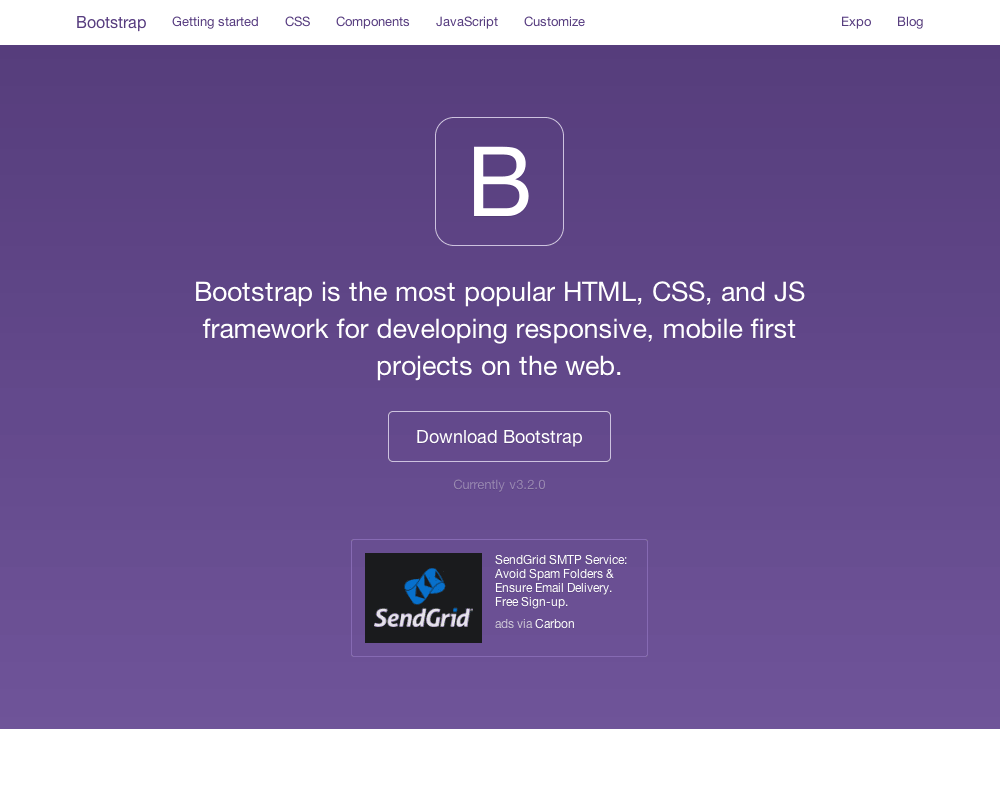 Bootstrap Getting started CSS Components JavaScript Customize Expo Blog
B
Bootstrap is the most popular HTML, CSS, and JS
framework for developing responsive, mobile first
projects on the web.
Download Bootstrap
Currently v3.2.0
SendGrid
SendGrid SMTP Service:
Avoid Spam Folders &
Ensure Email Delivery.
Free Sign-up.
ads via Carbon